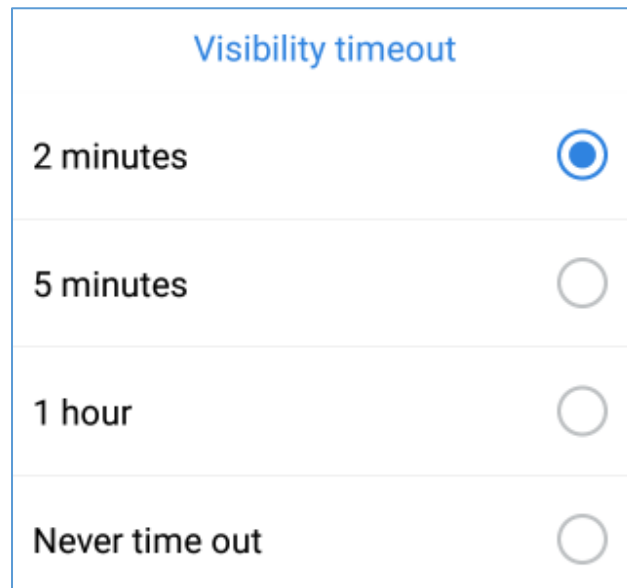 Visibility timeout
2 minutes
5 minutes
1 hour
Never time out